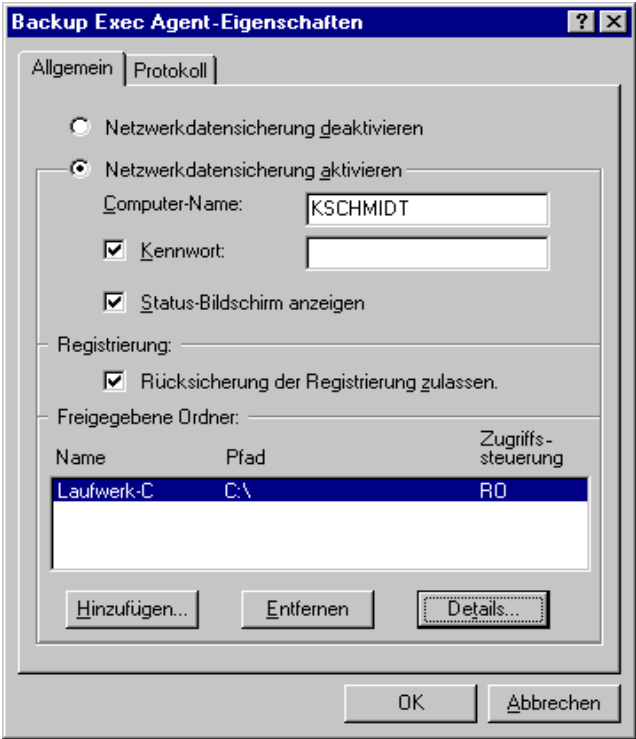 Backup Exec Agent-Eigenschaften
Allgemein Protokoll
Netzwerkdatensicherung deaktivieren
Netzwerkdatensicherung aktivieren
Computer-Name: KSCHMIDT
Kennwort:
Status-Bildschirm anzeigen
Registrierung:
Rücksicherung der Registrierung zulassen.
Freigegebene Ordner:
Name Pfad Zugriffs-
steuerung
Laufwerk-C C:\ RO
Hinzufügen... Entfernen Details...
OK Abbrechen